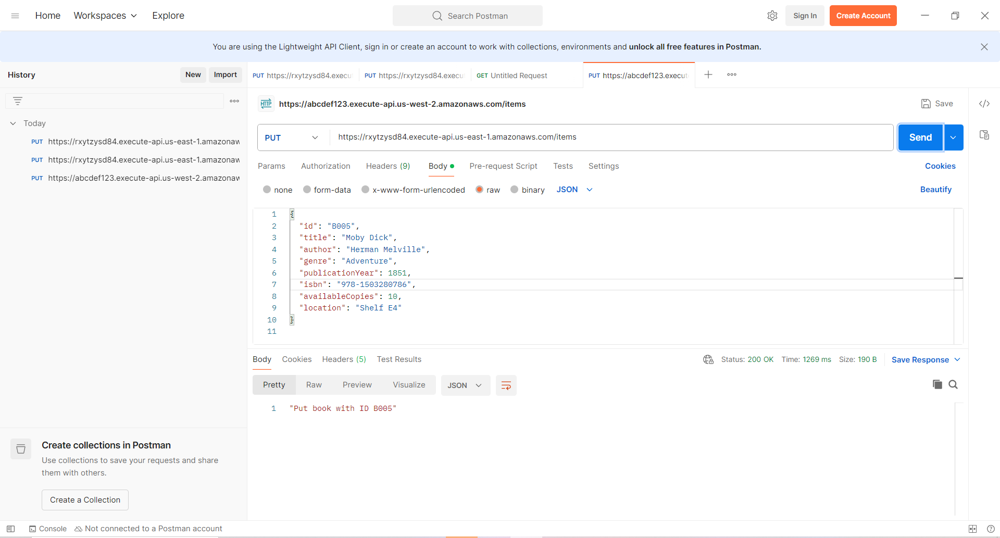 Home Workspaces Explore Search Postman Sign In Create Account
You are using the Lightweight API Client, sign in or create an account to work with collections, environments and unlock all free features in Postman.
History New Import
PUT https://rxytzysd84.execu PUT https://rxytzysd84.execu GET Untitled Request PUT https://abcdef123.execut
HTTP https://abcdef123.execute-api.us-west-2.amazonaws.com/items Save
Today
PUT https://rxytzysd84.execute-api.us-east-1.amazonaw
PUT https://rxytzysd84.execute-api.us-east-1.amazonaw
PUT https://abcdef123.execute-api.us-west-2.amazonaw
PUT https://rxytzysd84.execute-api.us-east-1.amazonaws.com/items Send
Params Authorization Headers (9) Body Pre-request Script Tests Settings Cookies
none form-data x-www-form-urlencoded raw binary JSON Beautify
1 {
2 "id": "B005",
3 "title": "Moby Dick",
4 "author": "Herman Melville",
5 "genre": "Adventure",
6 "publicationYear": 1851,
7 "isbn": "978-1503280786",
8 "availableCopies": 10,
9 "location": "Shelf E4"
10 }
11
Body Cookies Headers (5) Test Results Status: 200 OK Time: 1269 ms Size: 190 B Save Response
Pretty Raw Preview Visualize JSON
1 "Put book with ID B005"
Create collections in Postman
Use collections to save your requests and share
them with others.
Create a Collection
Console Not connected to a Postman account